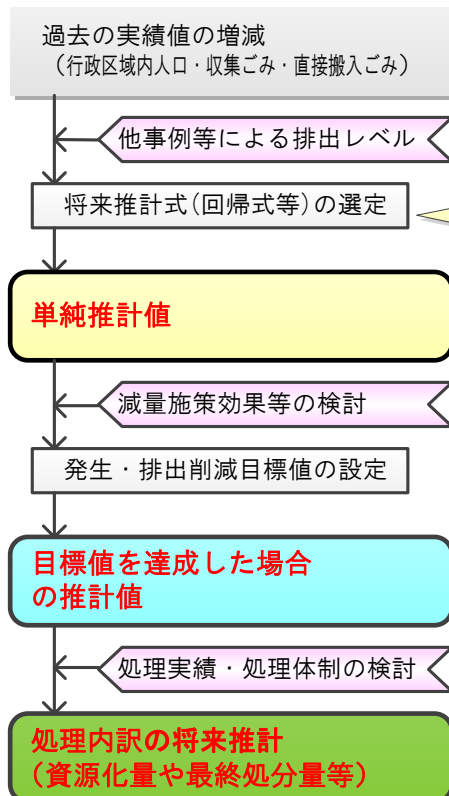 過去の実績値の増減
（行政区域内人口・収集ごみ・直接搬入ごみ）
他事例等による排出レベル
将来推計式（回帰式等）の選定
単純推計値
減量施策効果等の検討
発生・排出削減目標値の設定
目標値を達成した場合
の推計値
処理実績・処理体制の検討
処理内訳の将来推計
（資源化量や最終処分量等）